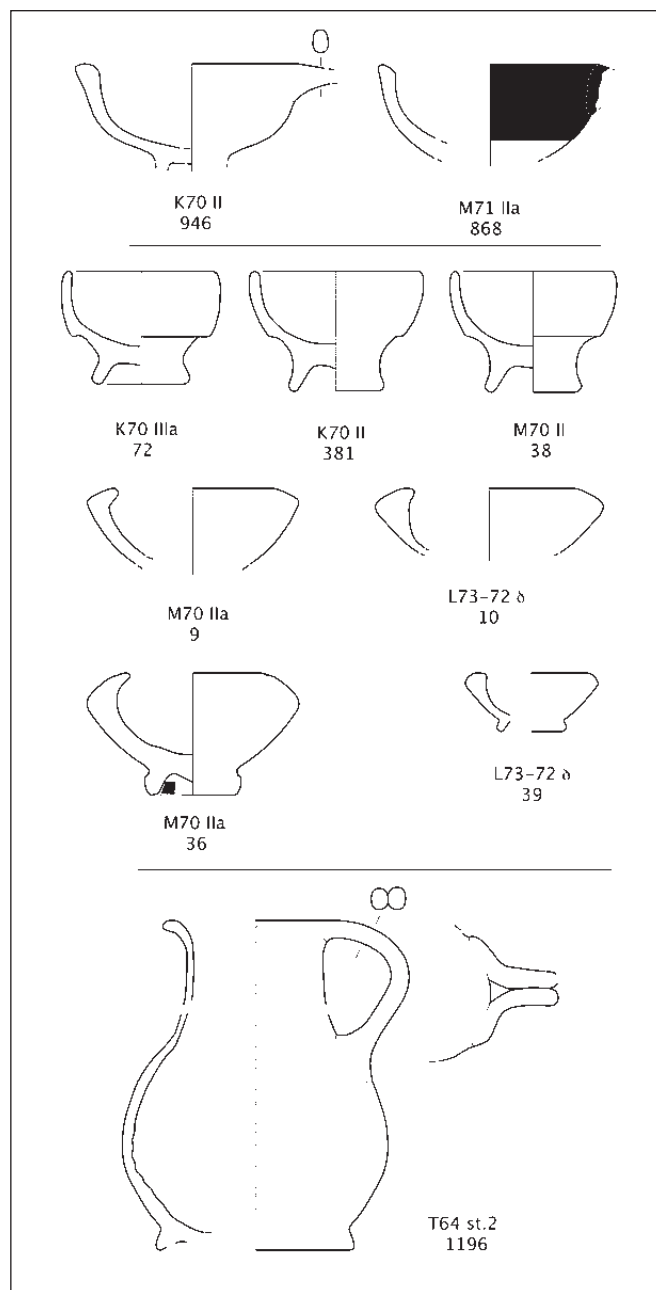 K70 II
946
M71 IIa
868
K70 IIIa
72
K70 II
381
M70 II
38
M70 IIa
9
L73-72 δ
10
M70 IIa
36
L73-72 δ
39
T64 st.2
1196